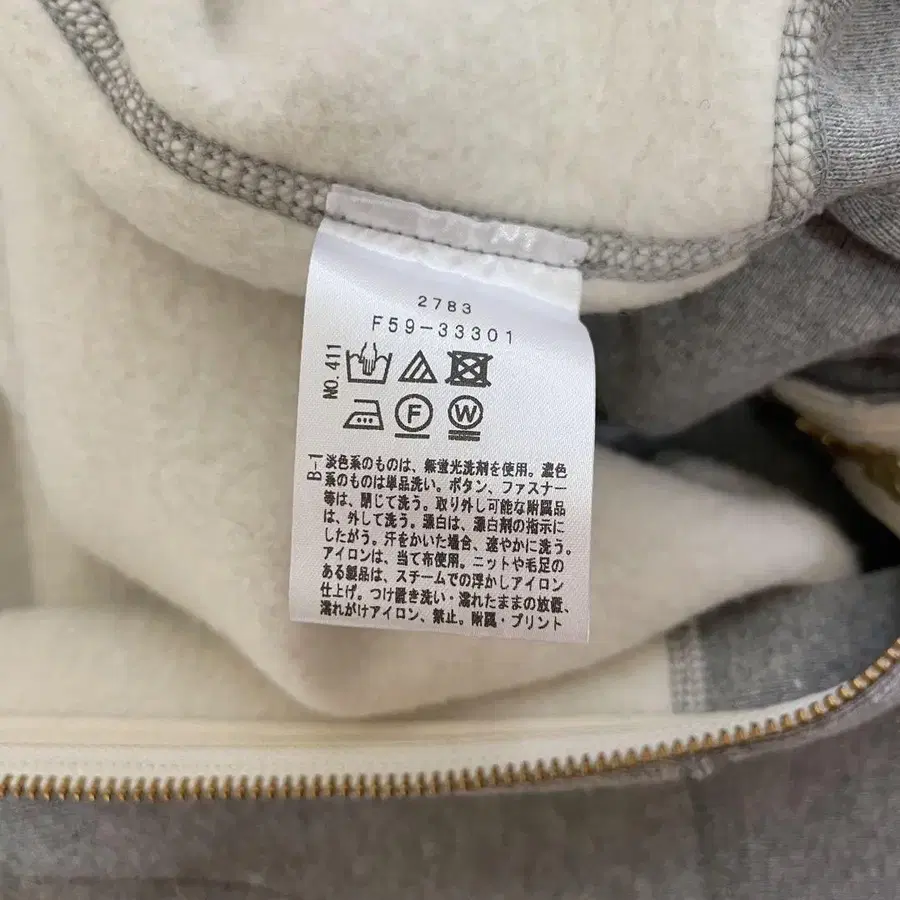 2783
F59-33301
NO.411
F
W
B-1
淡色系のものは、無蛍光洗剤を使用。濃色
系のものは単品洗い。ボタン、ファスナー
等は、閉じて洗う。取り外し可能な附属品
は、外して洗う。漂白は、漂白剤の指示に
したがう。汗をかいた場合、速やかに洗う。
アイロンは、当て布使用。ニットや毛足の
ある製品は、スチームでの浮かしアイロン
仕上げ。つけ置き洗い・濡れたままの放置、
濡れがけアイロン、禁止。附属・プリント